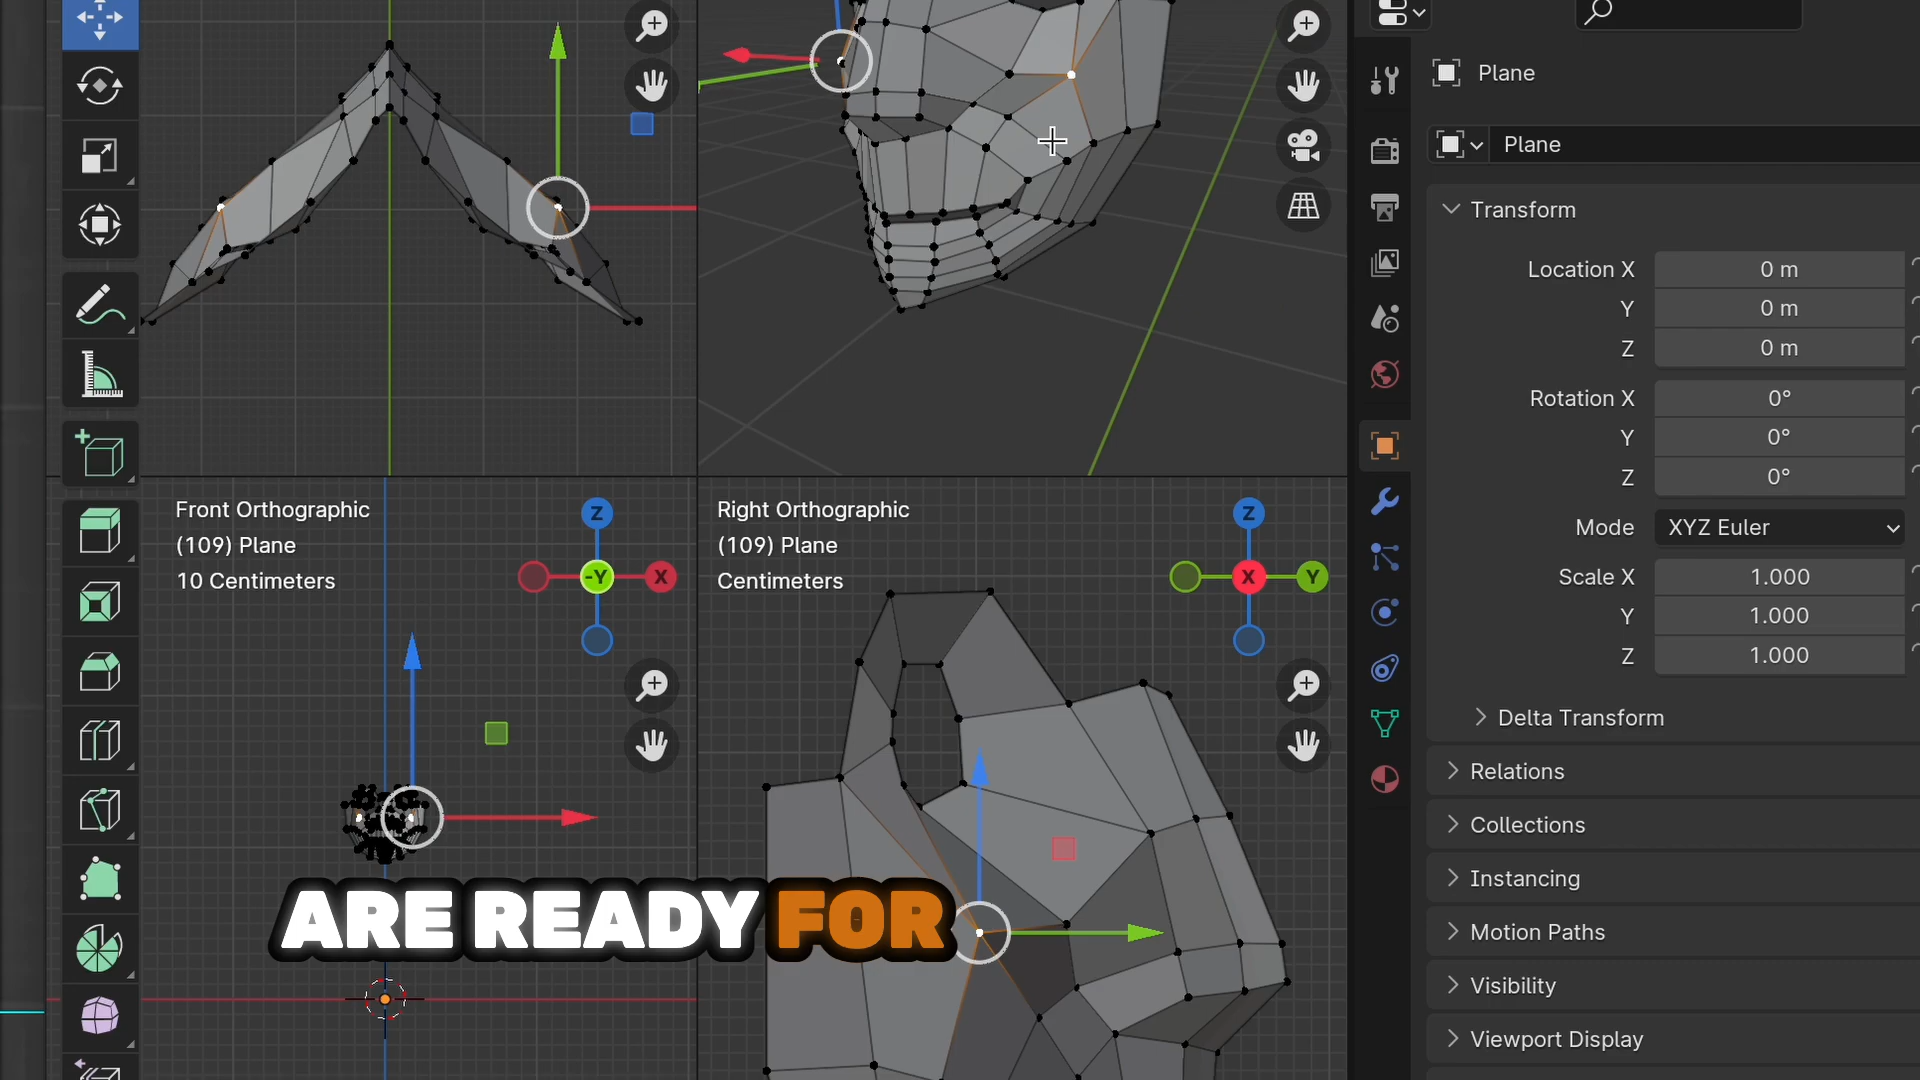 Plane
Plane
Transform
Location X 0 m
Y 0 m
Z 0 m
Rotation X 0°
Y 0°
Z 0°
Mode XYZ Euler
Scale X 1.000
Y 1.000
Z 1.000
Delta Transform
Relations
Collections
Instancing
Motion Paths
Visibility
Viewport Display
Front Orthographic
(109) Plane
10 Centimeters
Z
-Y X
Right Orthographic
(109) Plane
Centimeters
Z
X Y
ARE READY FOR